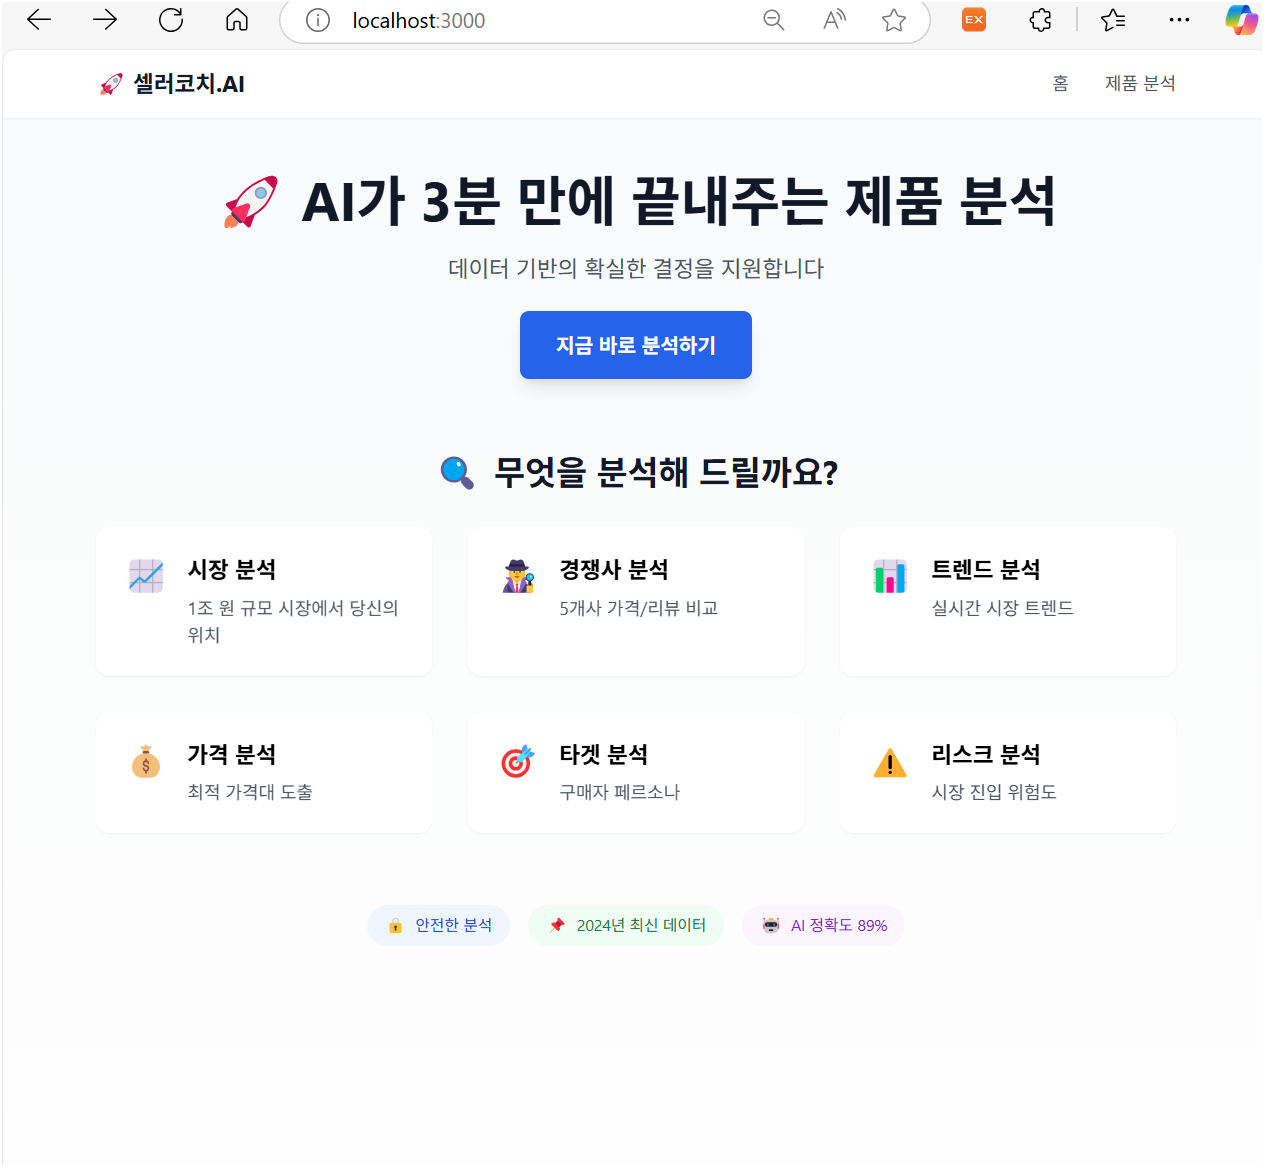 localhost:3000
EX
셀러코치.AI
홈 제품 분석
AI가 3분 만에 끝내주는 제품 분석
데이터 기반의 확실한 결정을 지원합니다
지금 바로 분석하기
무엇을 분석해 드릴까요?
시장 분석
1조 원 규모 시장에서 당신의
위치
경쟁사 분석
5개사 가격/리뷰 비교
트렌드 분석
실시간 시장 트렌드
가격 분석
최적 가격대 도출
타겟 분석
구매자 페르소나
리스크 분석
시장 진입 위험도
안전한 분석
2024년 최신 데이터
AI 정확도 89%